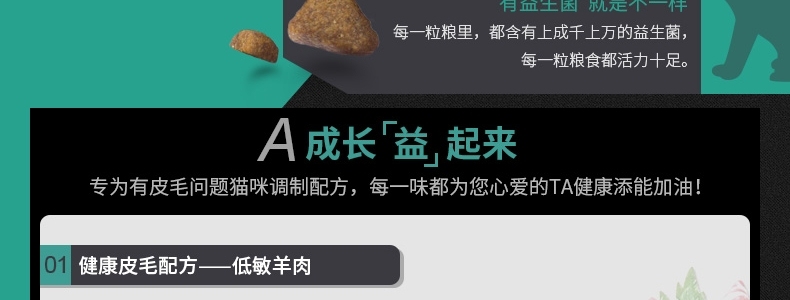 有益生菌 就是不一样
每一粒粮里，都含有上成千上万的益生菌，
每一粒粮食都活力十足。
A 成长「益」起来
专为有皮毛问题猫咪调制配方，每一味都为您心爱的TA健康添能加油！
01 健康皮毛配方——低敏羊肉